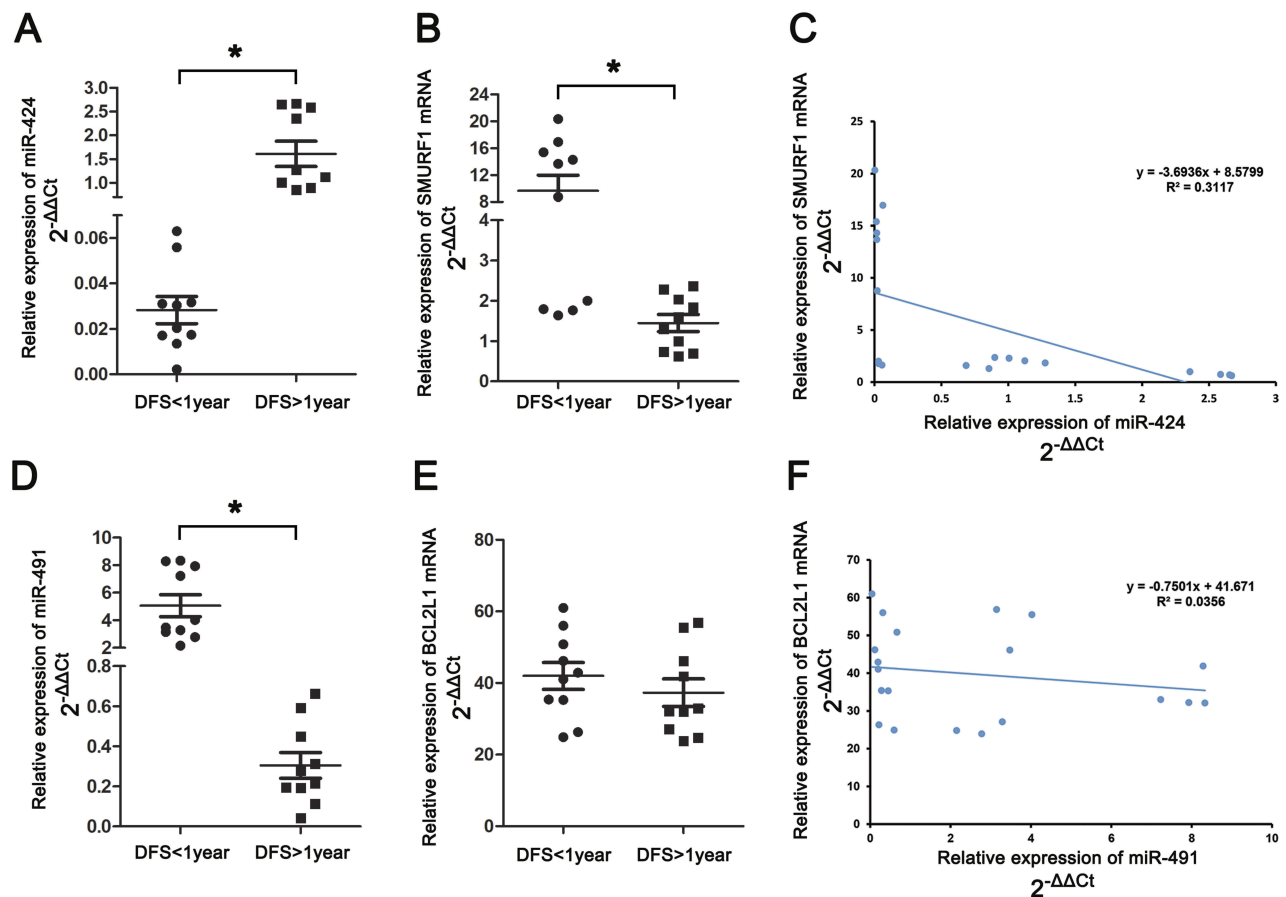 A
*
Relative expression of miR-424
2-ΔΔCt
3.0
2.5
2.0
1.5
1.0
0.06
0.04
0.02
0.00
DFS<1year
DFS>1year
B
*
Relative expression of SMURF1 mRNA
2-ΔΔCt
24
20
16
12
8
4
3
2
1
0
DFS<1year
DFS>1year
C
Relative expression of SMURF1 mRNA
2-ΔΔCt
25
20
15
10
5
0
y = -3.6936x + 8.5799
R² = 0.3117
0
0.5
1
1.5
2
2.5
3
Relative expression of miR-424
2-ΔΔCt
D
*
Relative expression of miR-491
2-ΔΔCt
10
8
6
4
2
0.8
0.6
0.4
0.2
0.0
DFS<1year
DFS>1year
E
Relative expression of BCL2L1 mRNA
2-ΔΔCt
80
60
40
20
0
DFS<1year
DFS>1year
F
Relative expression of BCL2L1 mRNA
2-ΔΔCt
70
60
50
40
30
20
10
0
y = -0.7501x + 41.671
R² = 0.0356
0
2
4
6
8
10
Relative expression of miR-491
2-ΔΔCt